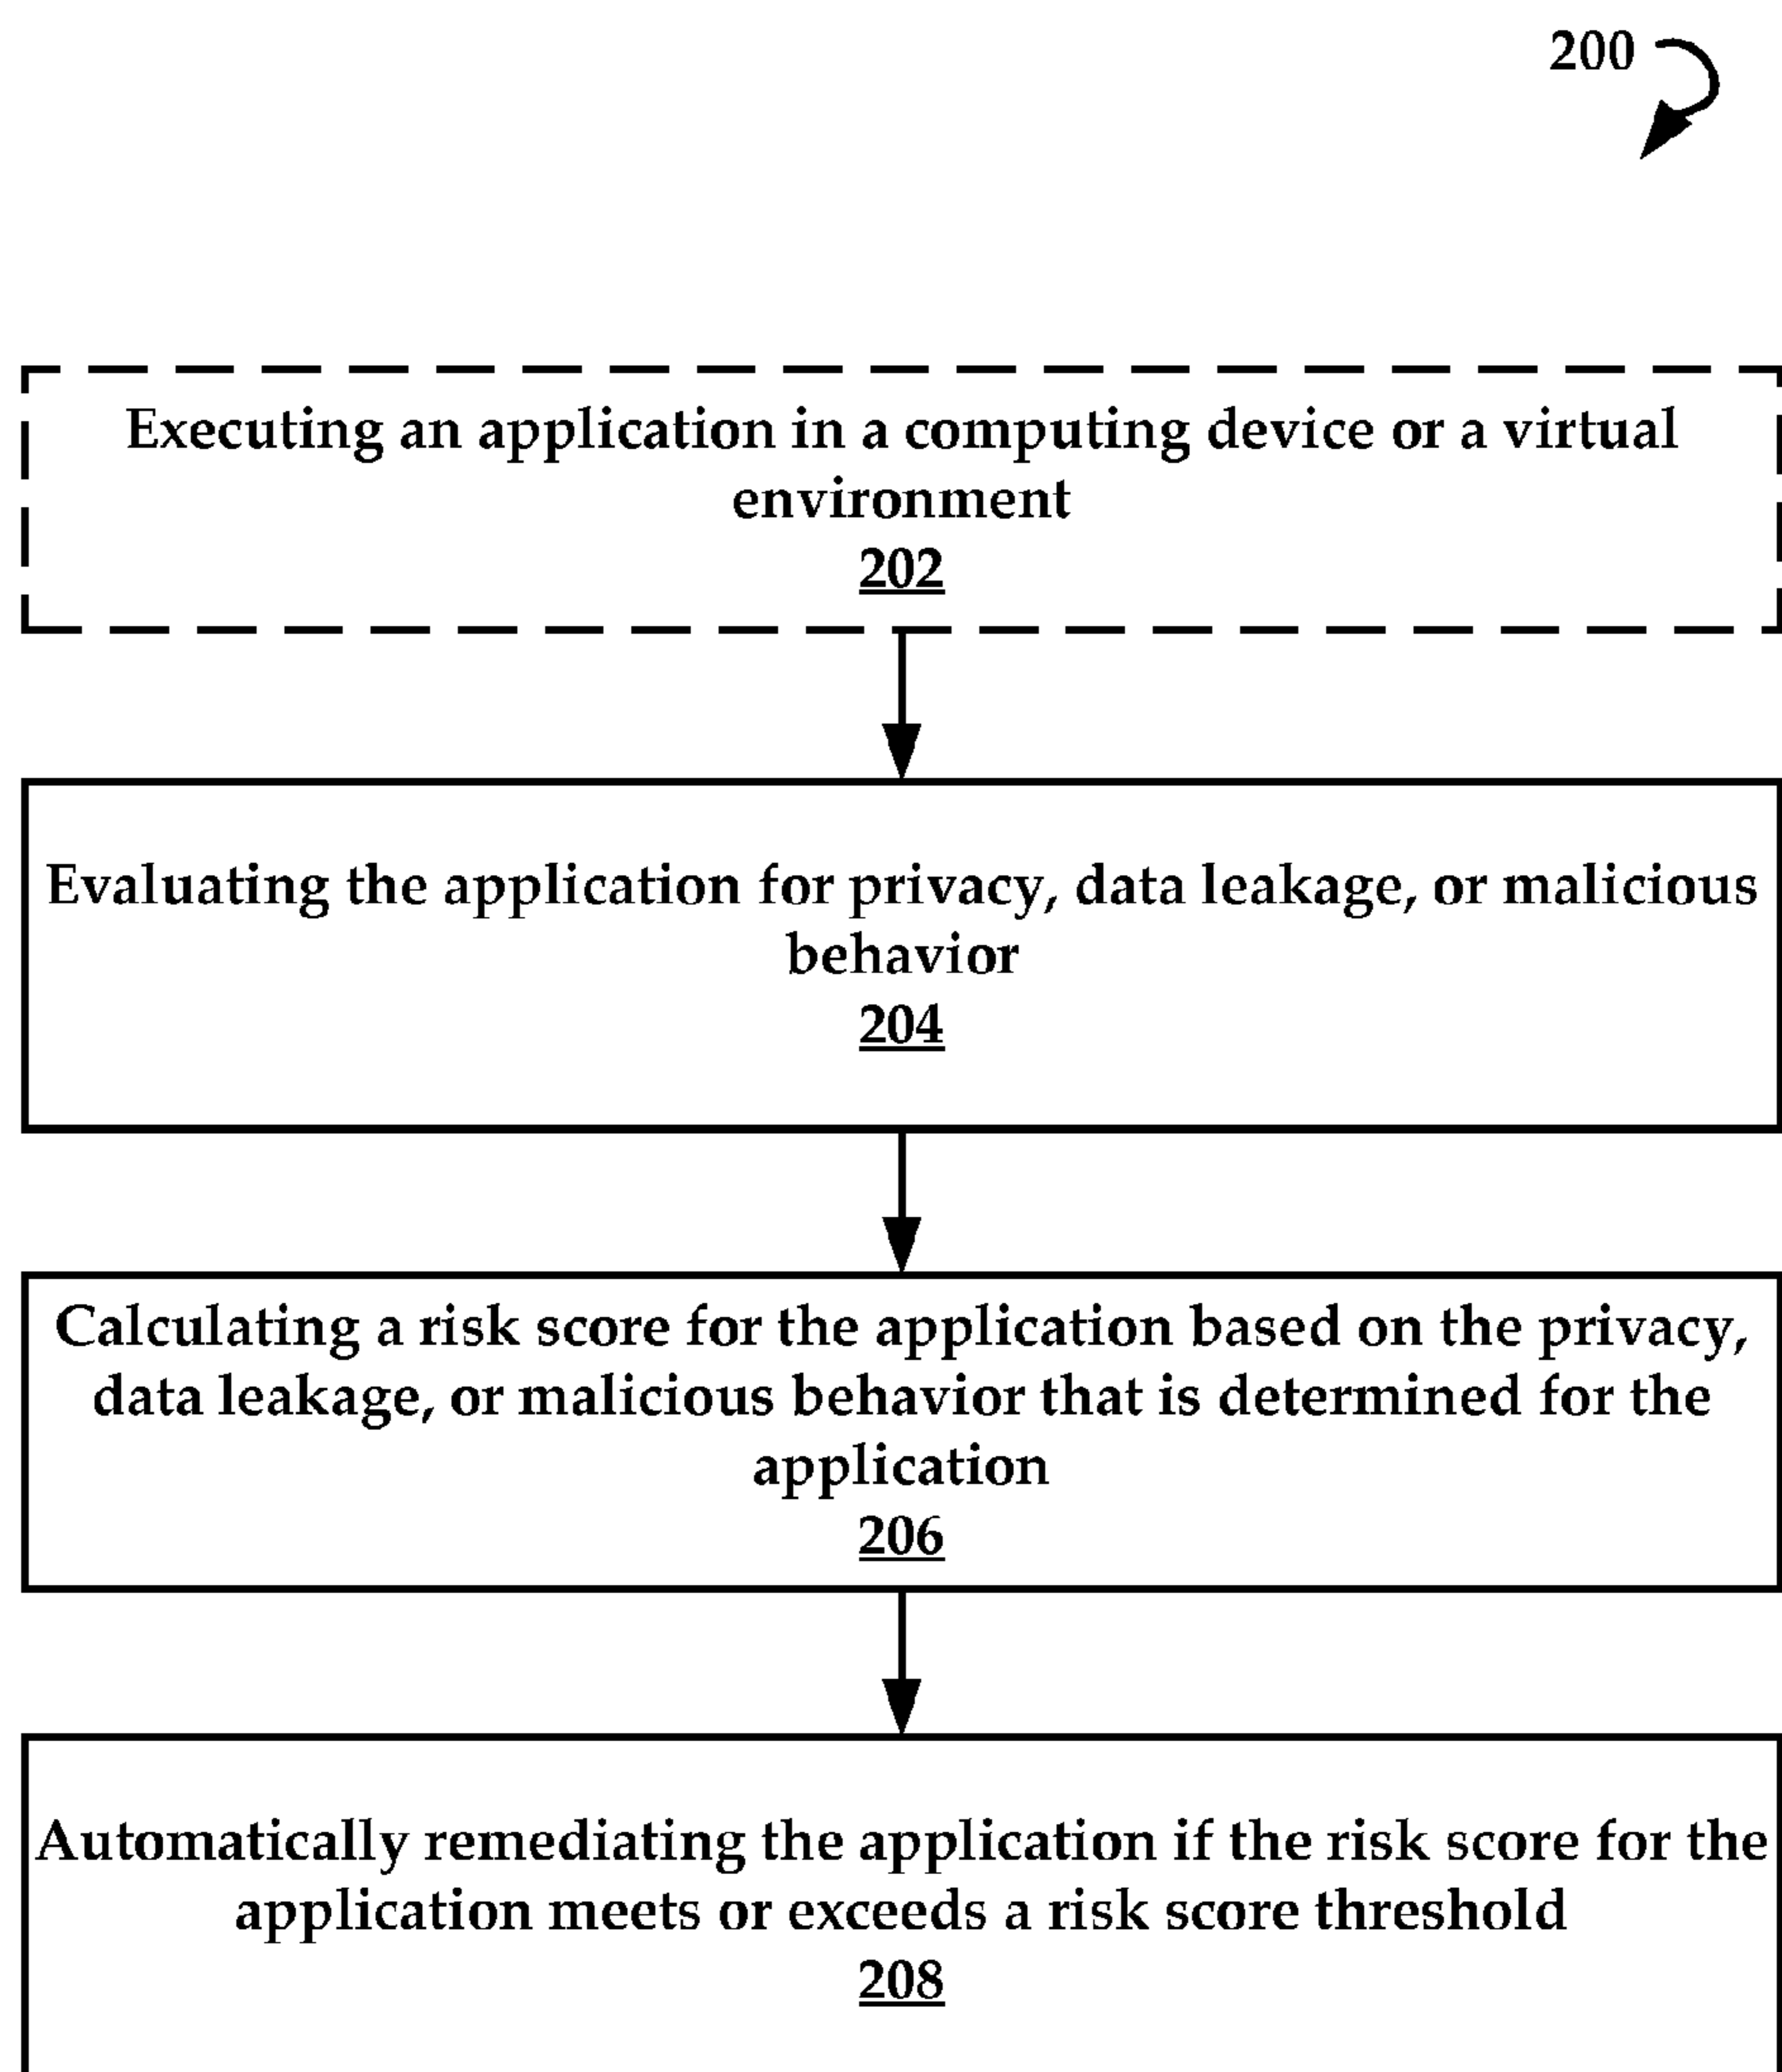 200
Executing an application in a computing device or a virtual
environment
202
Evaluating the application for privacy, data leakage, or malicious
behavior
204
Calculating a risk score for the application based on the privacy,
data leakage, or malicious behavior that is determined for the
application
206
Automatically remediating the application if the risk score for the
application meets or exceeds a risk score threshold
208